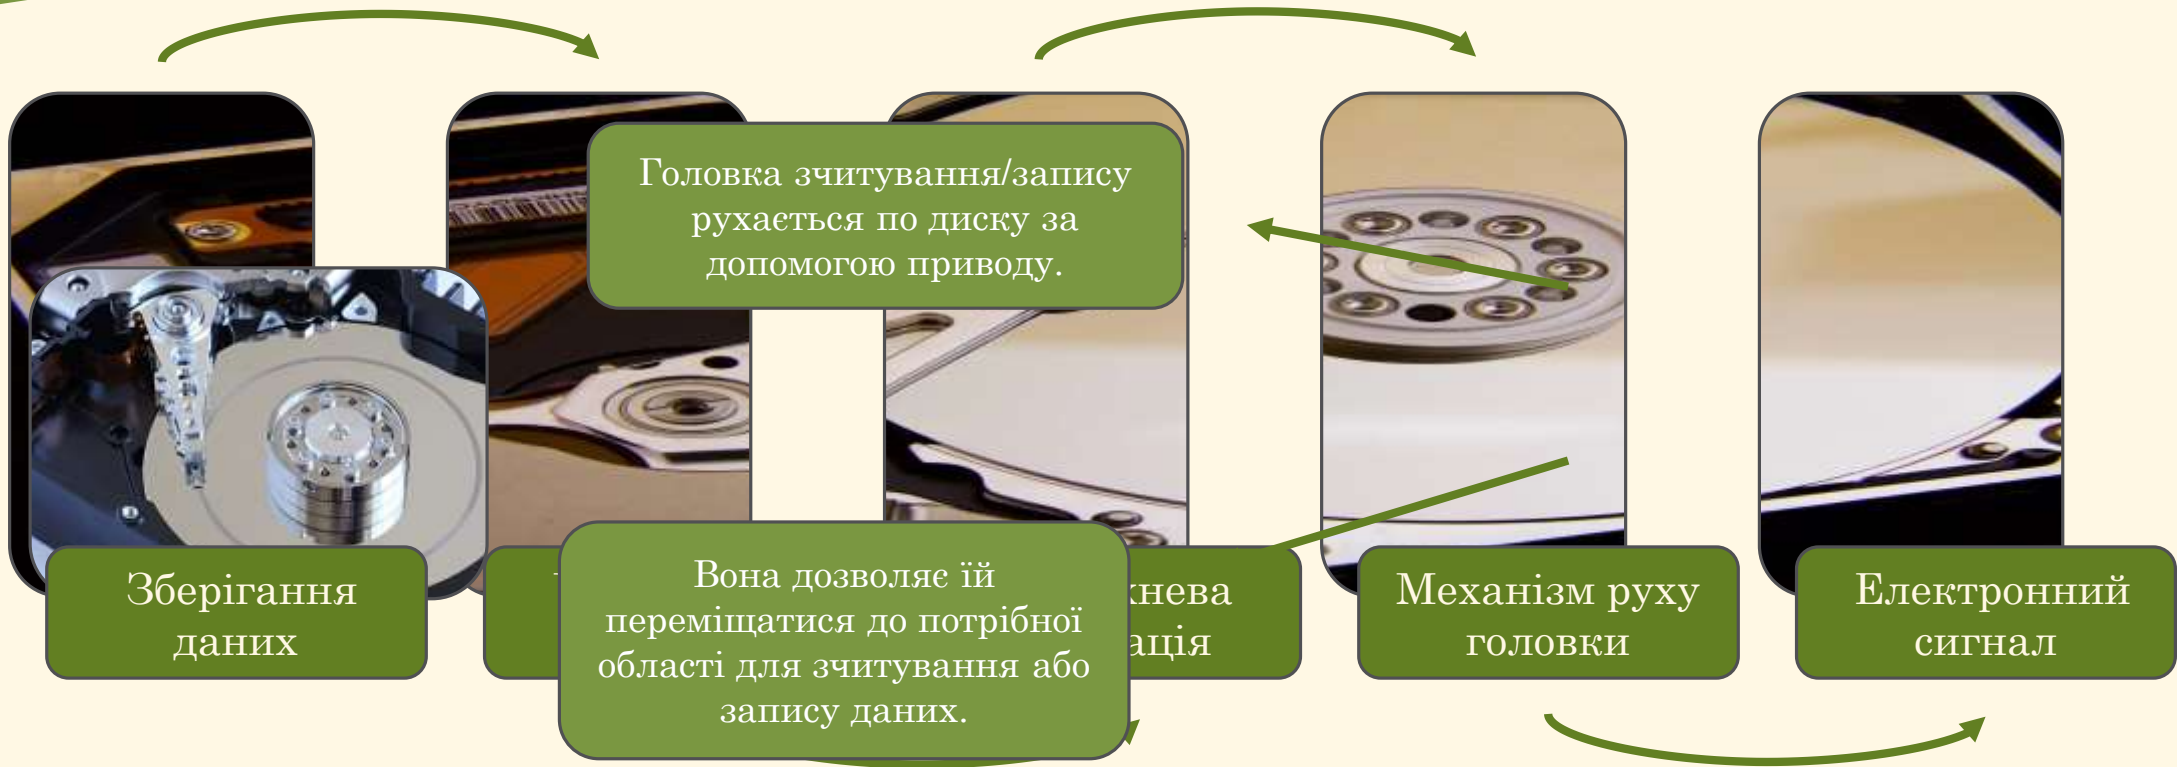 Головка зчитування/запису
рухається по диску за
допомогою приводу.
Зберігання
даних
Вона дозволяє їй
переміщатися до потрібної
області для зчитування або
запису даних.
Механізм руху
головки
Електронний
сигнал